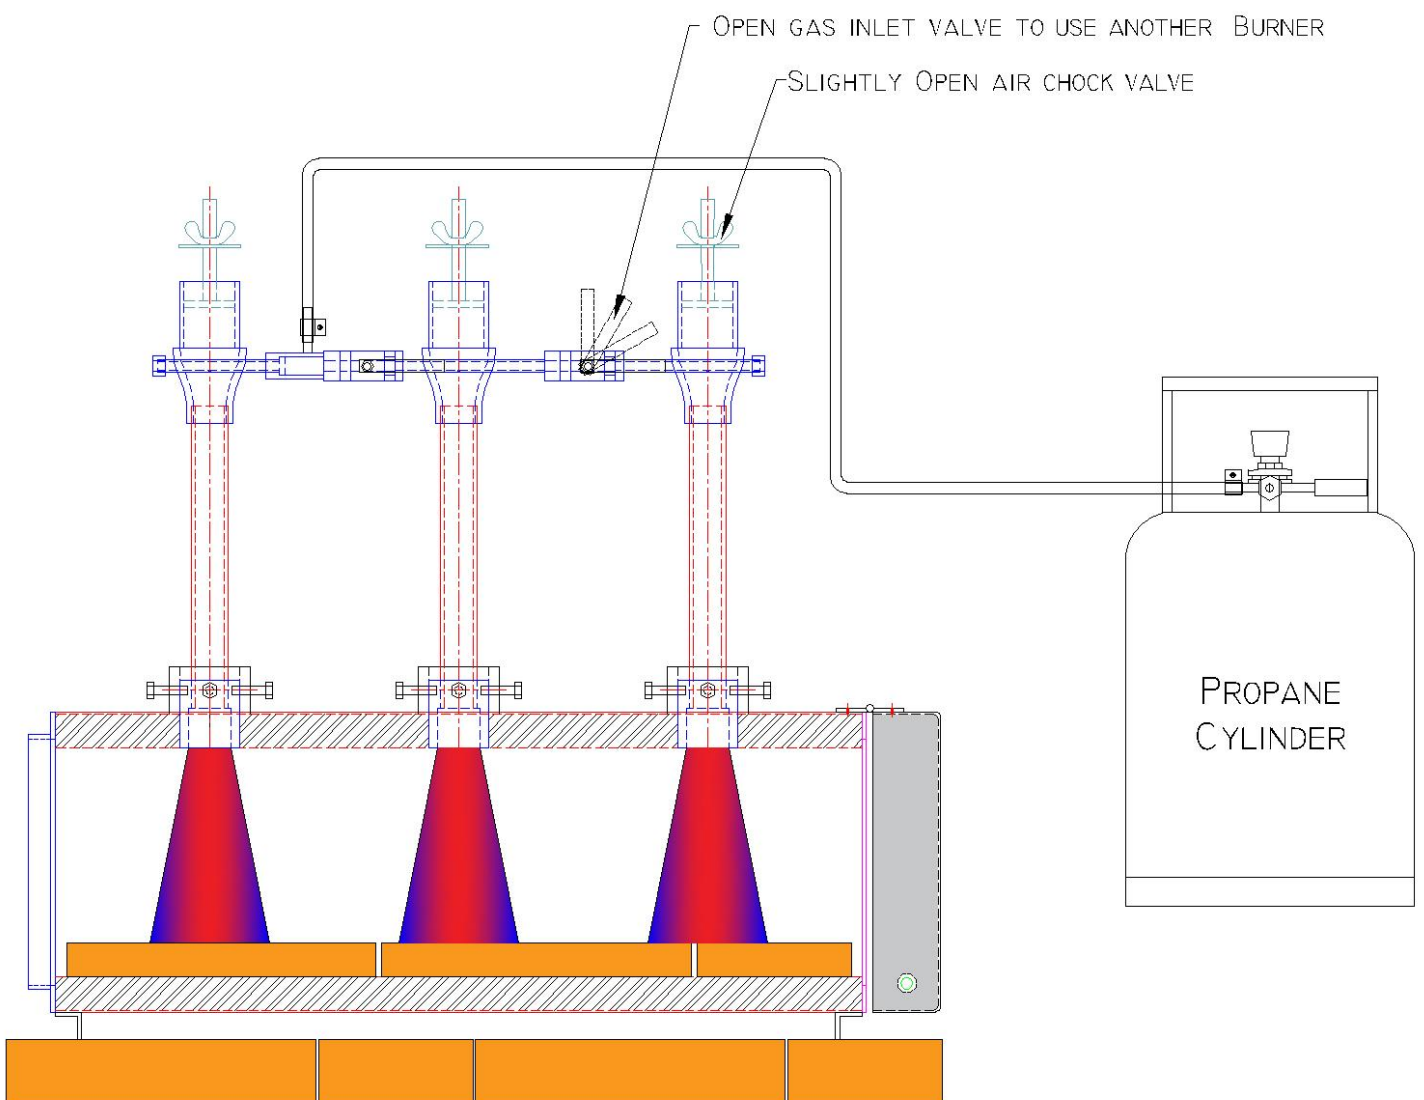 OPEN GAS INLET VALVE TO USE ANOTHER BURNER
SLIGHTLY OPEN AIR CHOCK VALVE
PROPANE
CYLINDER